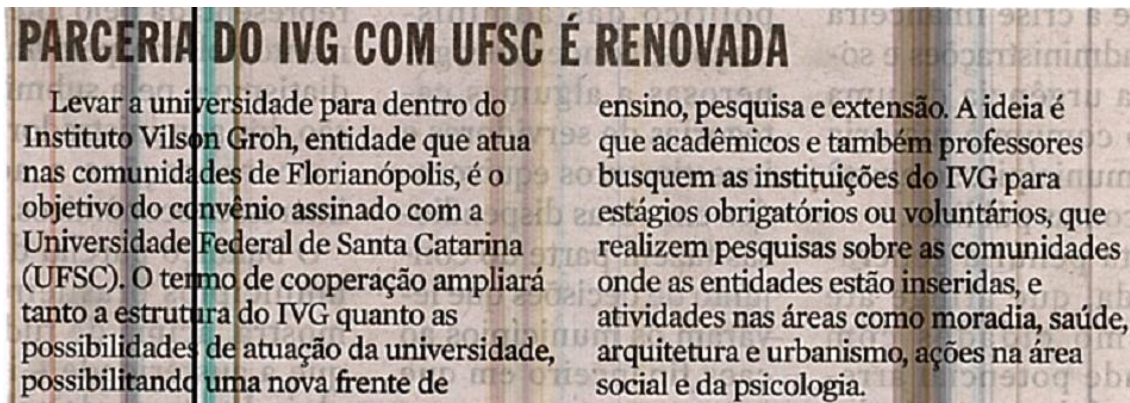 PARCERIA DO IVG COM UFSC É RENOVADA
Levar a universidade para dentro do
Instituto Vilson Groh, entidade que atua
nas comunidades de Florianópolis, é o
objetivo do convênio assinado com a
Universidade Federal de Santa Catarina
(UFSC). O termo de cooperação ampliará
tanto a estrutura do IVG quanto as
possibilidades de atuação da universidade,
possibilitando uma nova frente de
ensino, pesquisa e extensão. A ideia é
que acadêmicos e também professores
busquem as instituições do IVG para
estágios obrigatórios ou voluntários, que
realizem pesquisas sobre as comunidades
onde as entidades estão inseridas, e
atividades nas áreas como moradia, saúde,
arquitetura e urbanismo, ações na área
social e da psicologia.